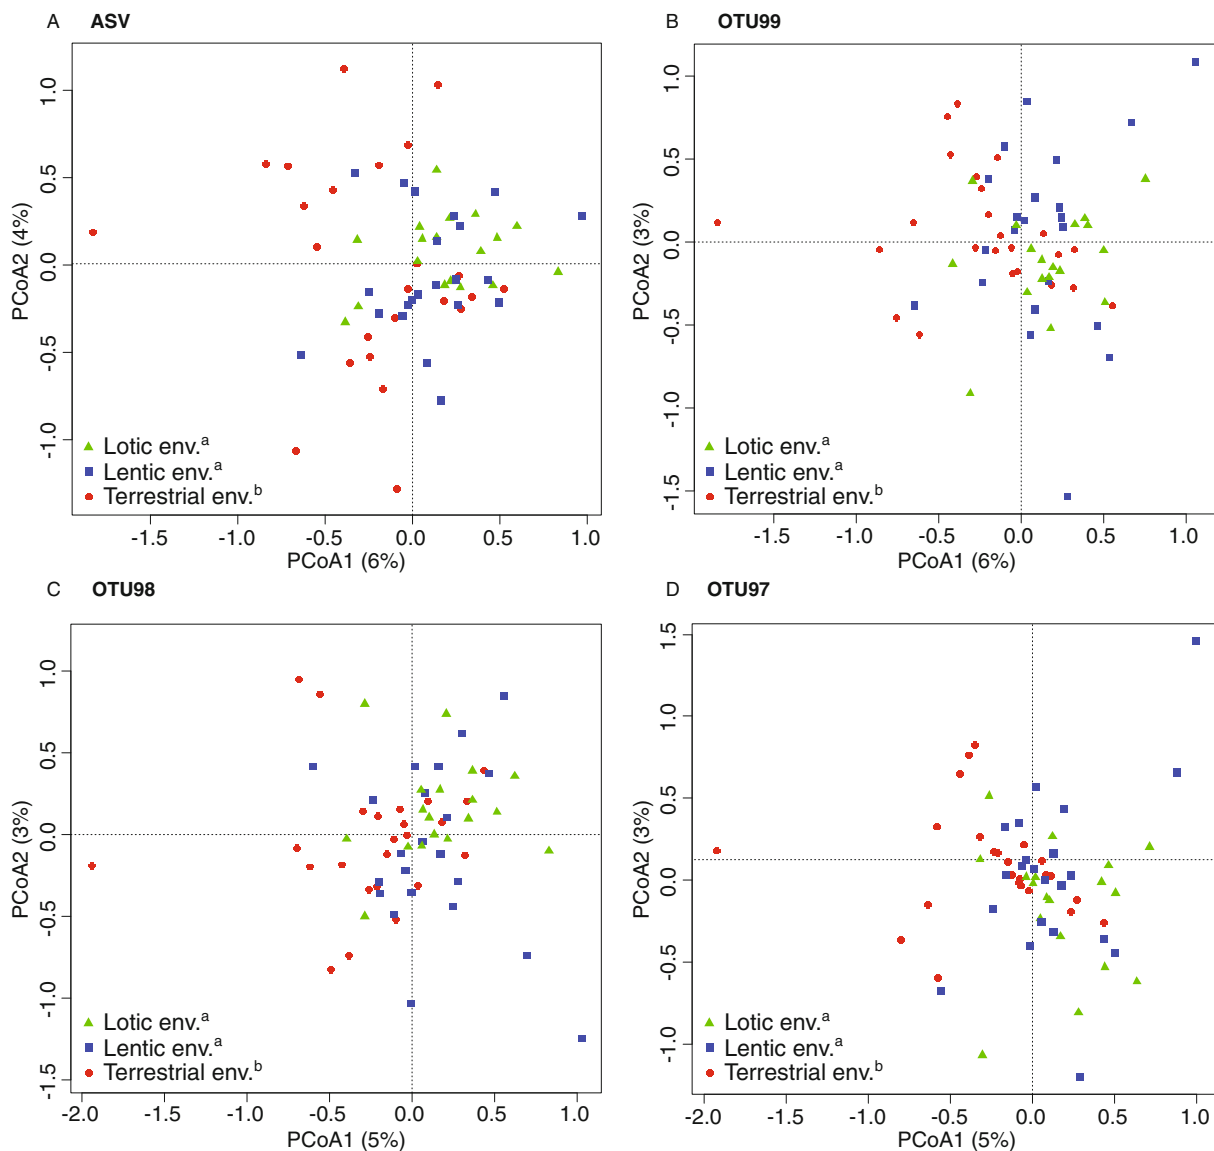 A ASV
1.0
0.5
0.0
-0.5
-1.0
PCoA2 (4%)
Lotic env.a
Lentic env.a
Terrestrial env.b
-1.5 -1.0 -0.5 0.0 0.5 1.0
PCoA1 (6%)
B OTU99
1.0
0.5
0.0
-0.5
-1.0
-1.5
PCoA2 (3%)
Lotic env.a
Lentic env.a
Terrestrial env.b
-1.5 -1.0 -0.5 0.0 0.5 1.0
PCoA1 (6%)
C OTU98
1.0
0.5
0.0
-0.5
-1.0
-1.5
PCoA2 (3%)
Lotic env.a
Lentic env.a
Terrestrial env.b
-2.0 -1.5 -1.0 -0.5 0.0 0.5 1.0
PCoA1 (5%)
D OTU97
1.5
1.0
0.5
0.0
-0.5
-1.0
PCoA2 (3%)
Lotic env.a
Lentic env.a
Terrestrial env.b
-2.0 -1.5 -1.0 -0.5 0.0 0.5 1.0
PCoA1 (5%)